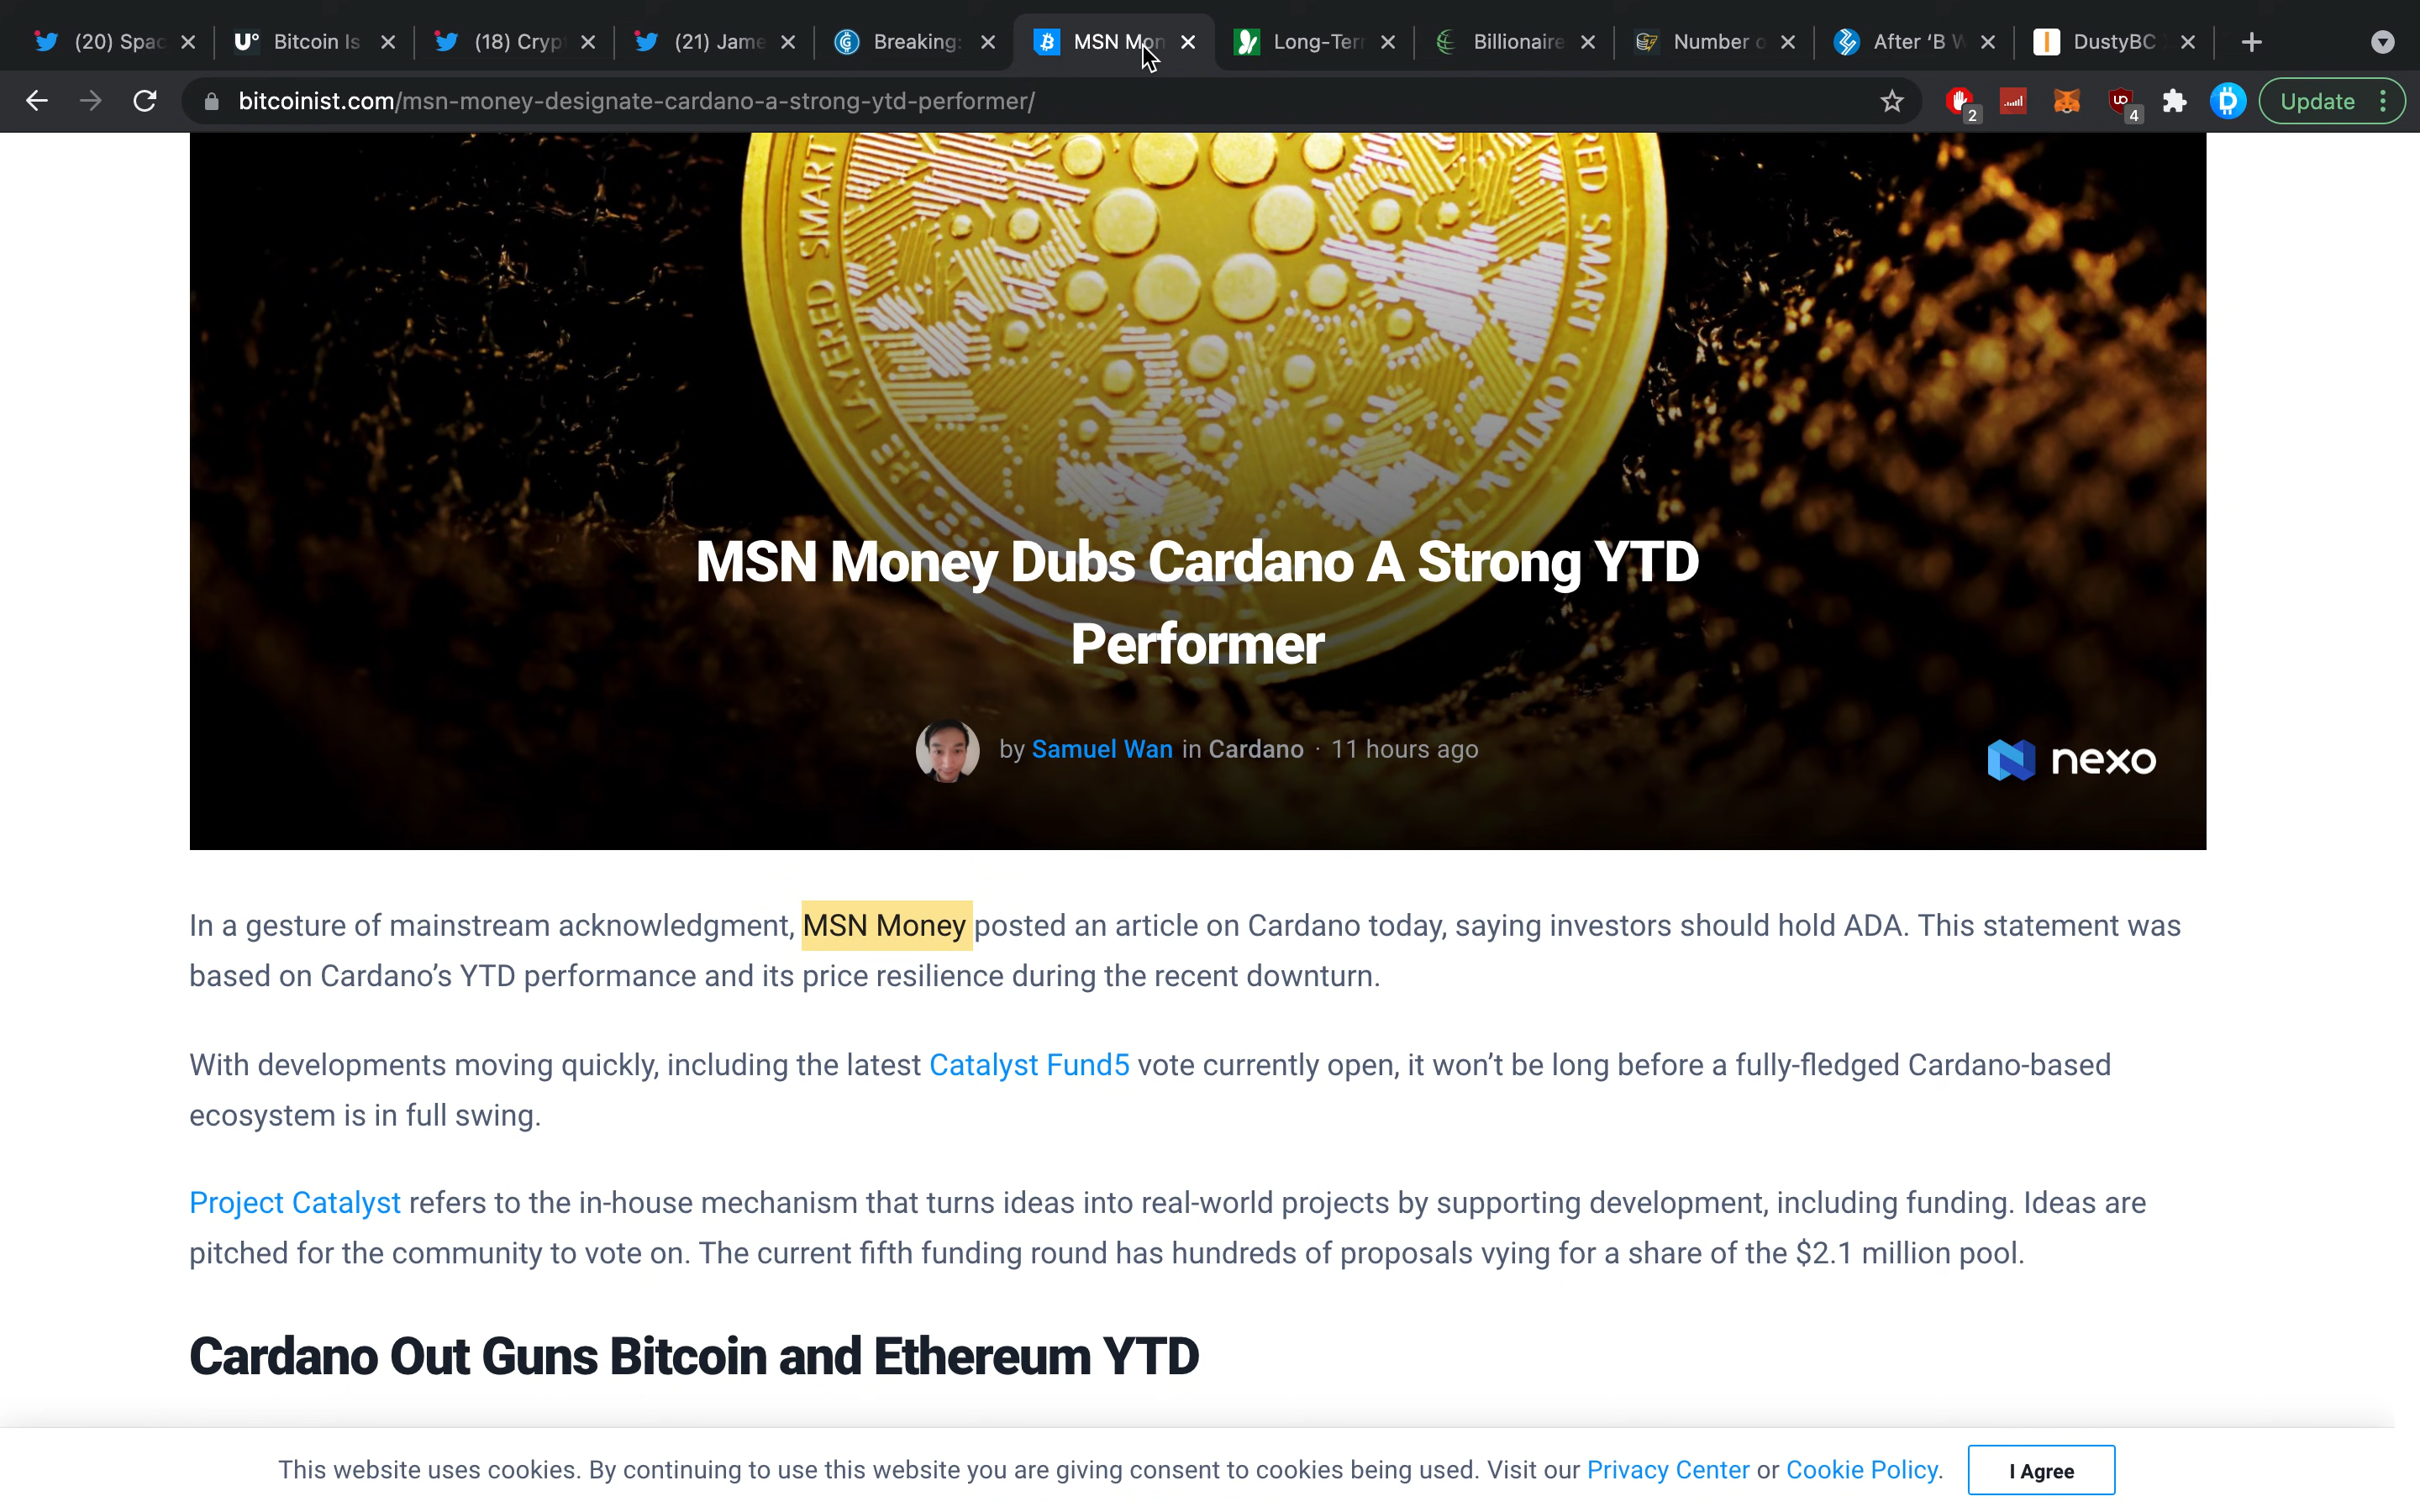 (20) Spac
Bitcoin Is
(18) Cryp
(21) Jame
Breaking:
MSN Mon
Long-Terr
Billionaire
Number o
After ‘B W
DustyBC
bitcoinist.com/msn-money-designate-cardano-a-strong-ytd-performer/
2
4
Update
LAYERED SMART
SMART CONTRACT
MSN Money Dubs Cardano A Strong YTD
Performer
by Samuel Wan in Cardano · 11 hours ago
nexo
In a gesture of mainstream acknowledgment, MSN Money posted an article on Cardano today, saying investors should hold ADA. This statement was
based on Cardano’s YTD performance and its price resilience during the recent downturn.
With developments moving quickly, including the latest Catalyst Fund5 vote currently open, it won’t be long before a fully-fledged Cardano-based
ecosystem is in full swing.
Project Catalyst refers to the in-house mechanism that turns ideas into real-world projects by supporting development, including funding. Ideas are
pitched for the community to vote on. The current fifth funding round has hundreds of proposals vying for a share of the $2.1 million pool.
Cardano Out Guns Bitcoin and Ethereum YTD
This website uses cookies. By continuing to use this website you are giving consent to cookies being used. Visit our Privacy Center or Cookie Policy.
I Agree